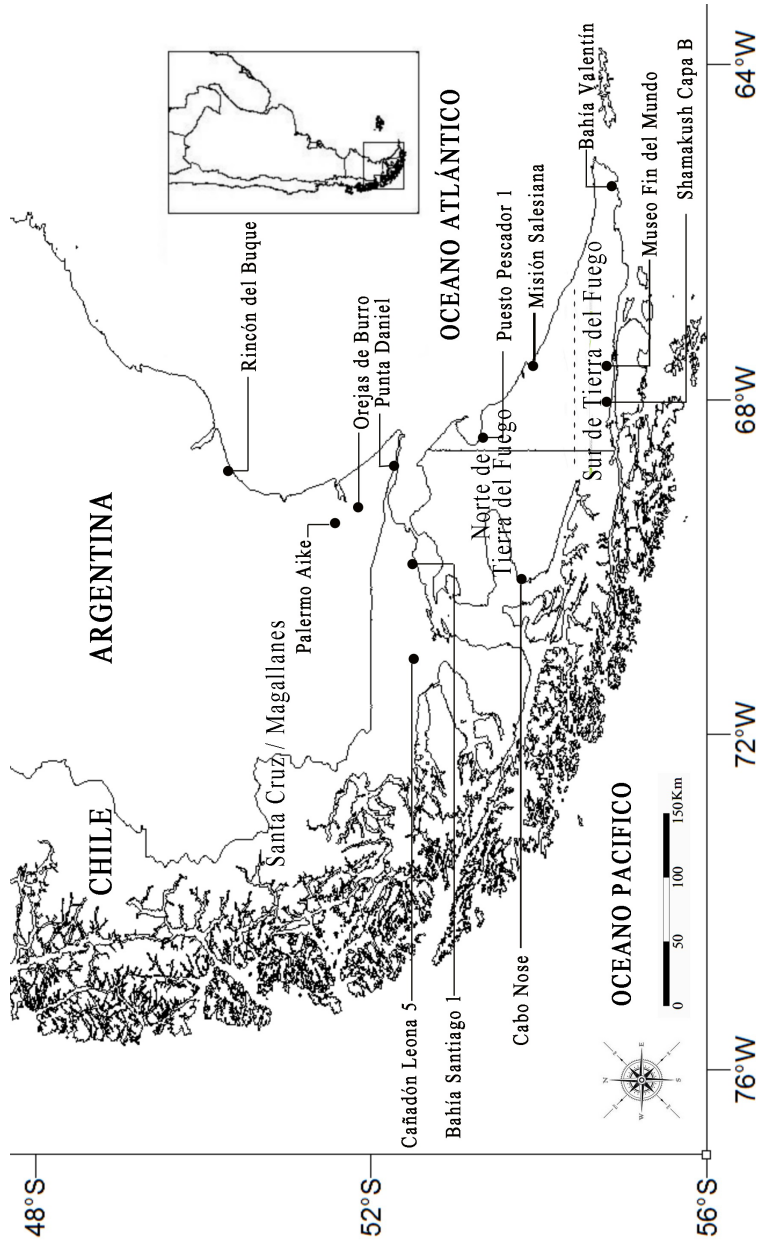 CHILE
ARGENTINA
Santa Cruz / Magallanes
Rincón del Buque
Palermo Aike
Orejas de Burro
Punta Daniel
OCEANO ATLÁNTICO
Cañadón Leona 5
Bahía Santiago 1
Cabo Nose
Norte de
Tierra del Fuego
Puesto Pescador 1
Misión Salesiana
Sur de Tierra del Fuego
Bahía Valentín
Museo Fin del Mundo
Shamakush Capa B
OCEANO PACIFICO
0 50 100 150Km
N
E
S
W
48°S
52°S
56°S
76°W
72°W
68°W
64°W